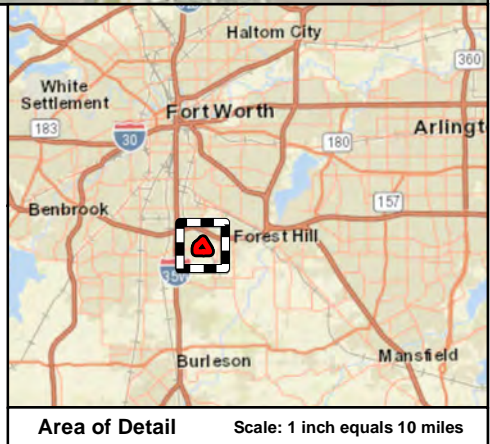 Haltom City
360
White
Settlement
Fort Worth
183
30
180
Arlingt
157
Benbrook
Forest Hill
35W
Burleson
Mansfield
Area of Detail Scale: 1 inch equals 10 miles